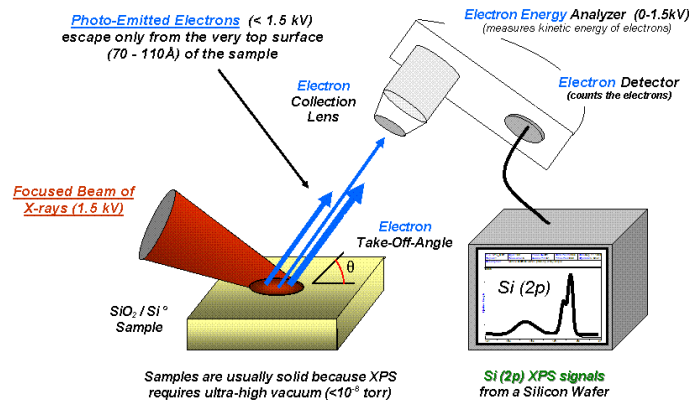 Photo-Emitted Electrons (< 1.5 kV)
escape only from the very top surface
(70 - 110Å) of the sample
Electron Energy Analyzer (0-1.5kV)
(measures kinetic energy of electrons)
Electron
Collection
Lens
Electron Detector
(counts the electrons)
Focused Beam of
X-rays (1.5 kV)
Electron
Take-Off-Angle
θ
SiO₂ / Si°
Sample
Si (2p)
Samples are usually solid because XPS
requires ultra-high vacuum (<10⁻⁸ torr)
Si (2p) XPS signals
from a Silicon Wafer